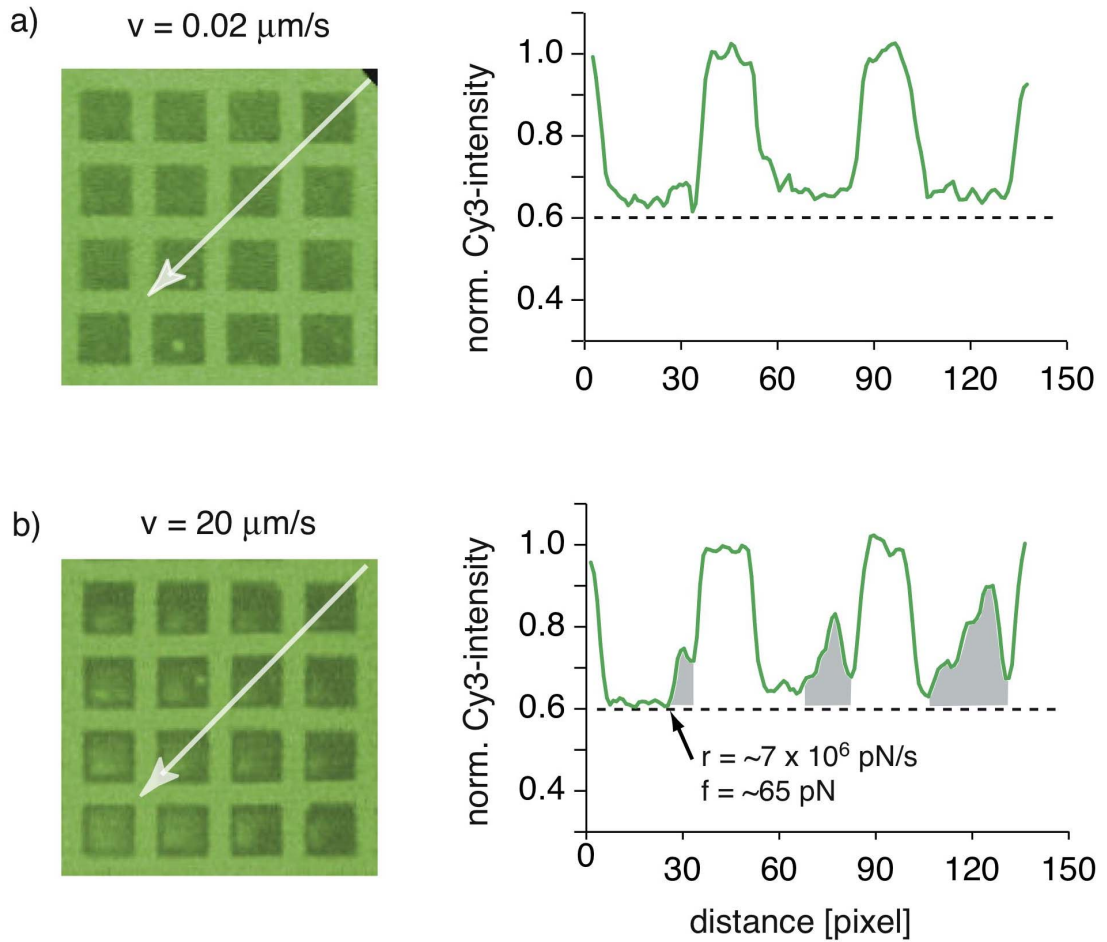 a)
v = 0.02 μm/s
norm. Cy3-intensity
1.0
0.8
0.6
0.4
0 30 60 90 120 150
b)
v = 20 μm/s
norm. Cy3-intensity
1.0
0.8
0.6
0.4
r = ~7 x 10⁶ pN/s
f = ~65 pN
0 30 60 90 120 150
distance [pixel]